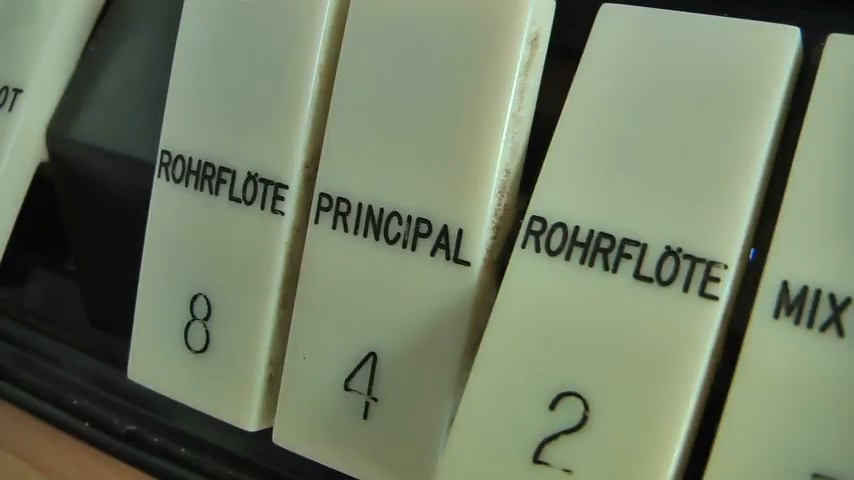 ROHRFLÖTE
8
PRINCIPAL
4
ROHRFLÖTE
2
MIX